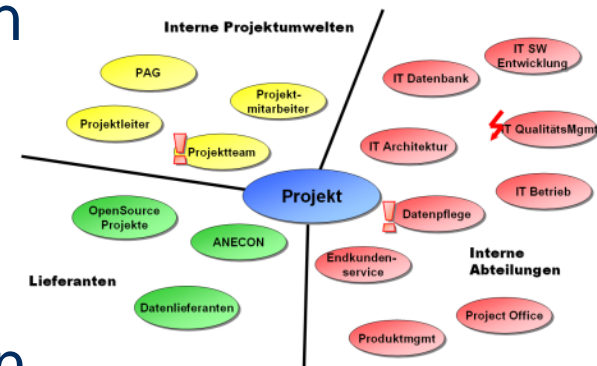 n
Interne Projektumwelten
PAG
Projekt-
mitarbeiter
Projektleiter
Projektteam
IT SW
Entwicklung
IT Datenbank
IT QualitätsMgmt
IT Architektur
IT Betrieb
Projekt
Datenpflege
OpenSource
Projekte
ANECON
Endkunden-
service
Interne
Abteilungen
Lieferanten
Datenlieferanten
Project Office
Produktmgmt
n